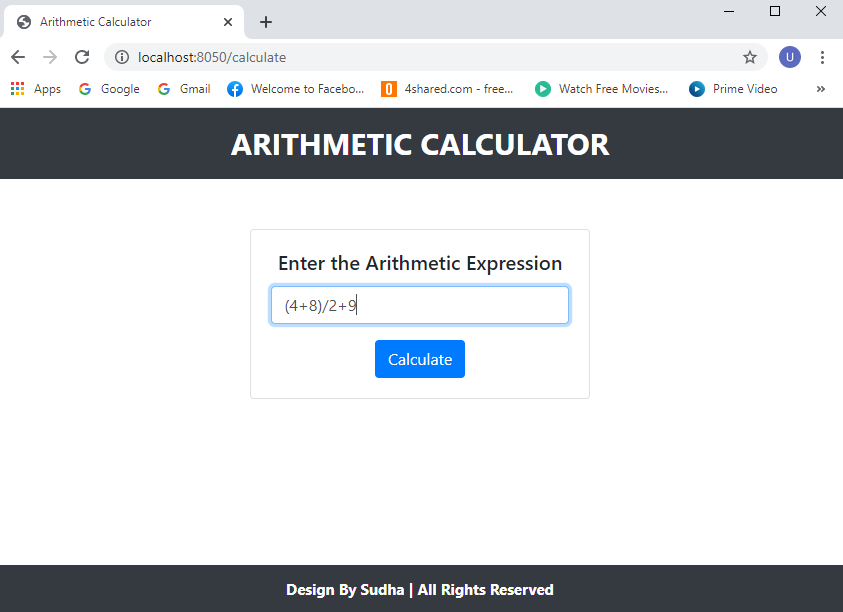 Arithmetic Calculator
localhost:8050/calculate
U
Apps Google Gmail Welcome to Facebo... 4shared.com - free... Watch Free Movies... Prime Video »
ARITHMETIC CALCULATOR
Enter the Arithmetic Expression
(4+8)/2+9
Calculate
Design By Sudha | All Rights Reserved